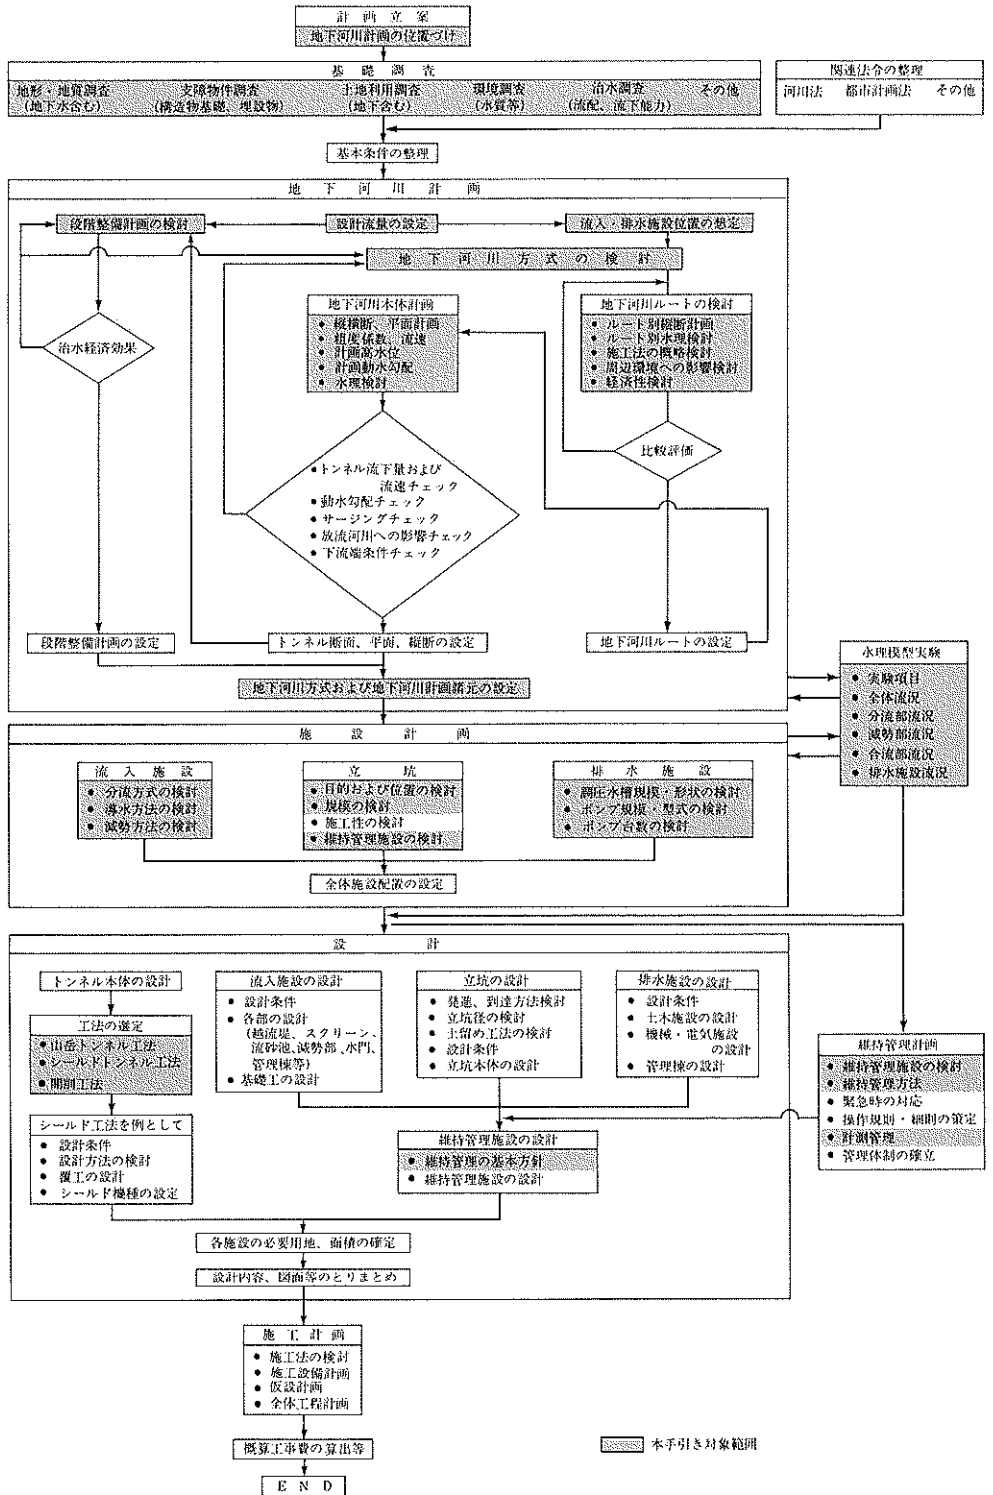 計画立案
地下河川計画の位置づけ
基礎調査
地形・地質調査
(地下水含む)
支障物件調査
(構造物基礎、埋設物)
土地利用調査
(地下含む)
環境調査
(水質等)
治水調査
(流配、流下能力)
その他
関連法令の整理
河川法 都市計画法 その他
基本条件の整理
地下河川計画
段階整備計画の検討
設計流量の設定
流入・排水施設位置の想定
地下河川方式の検討
地下河川本体計画
● 縦横断、平面計画
● 粗度係数、流速
● 計画高水位
● 計画動水勾配
● 水理検討
地下河川ルートの検討
● ルート別縦断計画
● ルート別水理検討
● 施工法の概略検討
● 周辺環境への影響検討
● 経済性検討
治水経済効果
比較評価
● トンネル流下量および
流速チェック
● 動水勾配チェック
● サージングチェック
● 放流河川への影響チェック
● 下流端条件チェック
段階整備計画の設定
トンネル断面、平面、縦断の設定
地下河川ルートの設定
地下河川方式および地下河川計画諸元の設定
水理模型実験
● 実験項目
● 全体流況
● 分流部流況
● 減勢部流況
● 合流部流況
● 排水施設流況
施設計画
流入施設
● 分流方式の検討
● 導水方法の検討
● 減勢方法の検討
立坑
● 目的および位置の検討
● 規模の検討
● 施工性の検討
● 維持管理施設の検討
排水施設
● 調圧水槽規模・形状の検討
● ポンプ規模・型式の検討
● ポンプ台数の検討
全体施設配置の設定
設計
トンネル本体の設計
工法の選定
● 山岳トンネル工法
● シールドトンネル工法
● 開削工法
シールド工法を例として
● 設計条件
● 設計方法の検討
● 覆工の設計
● シールド機種の設定
流入施設の設計
● 設計条件
● 各部の設計
(越流堤、スクリーン、
流砂池、減勢部、水門、
管理棟等)
● 基礎工の設計
立坑の設計
● 発進、到達方法検討
● 立坑径の検討
● 土留め工法の検討
● 設計条件
● 立坑本体の設計
排水施設の設計
● 設計条件
● 土木施設の設計
● 機械・電気施設
の設計
● 管理棟の設計
維持管理計画
● 維持管理施設の検討
● 維持管理方法
● 緊急時の対応
● 操作規則・細則の策定
● 計測管理
● 管理体制の確立
維持管理施設の設計
● 維持管理の基本方針
● 維持管理施設の設計
各施設の必要用地、面積の確定
設計内容、図面等のとりまとめ
施工計画
● 施工法の検討
● 施工設備計画
● 仮設計画
● 全体工程計画
概算工事費の算出等
END
本手引き対象範囲